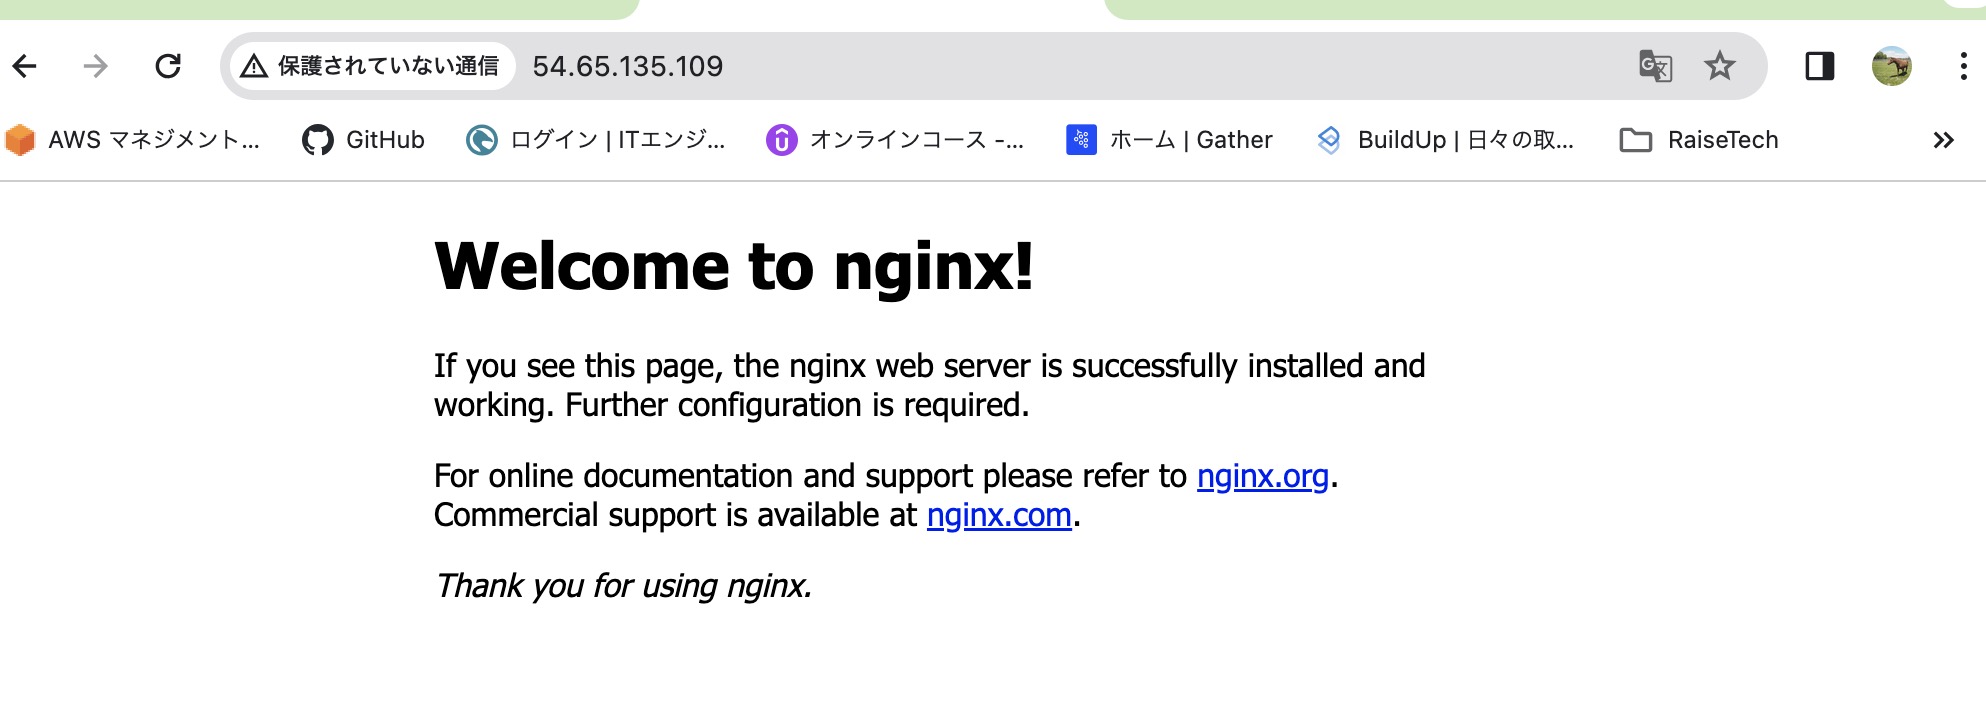 保護されていない通信 54.65.135.109
AWS マネジメント... GitHub ログイン | ITエンジ... オンラインコース -... ホーム | Gather BuildUp | 日々の取... RaiseTech
Welcome to nginx!
If you see this page, the nginx web server is successfully installed and
working. Further configuration is required.
For online documentation and support please refer to nginx.org.
Commercial support is available at nginx.com.
Thank you for using nginx.